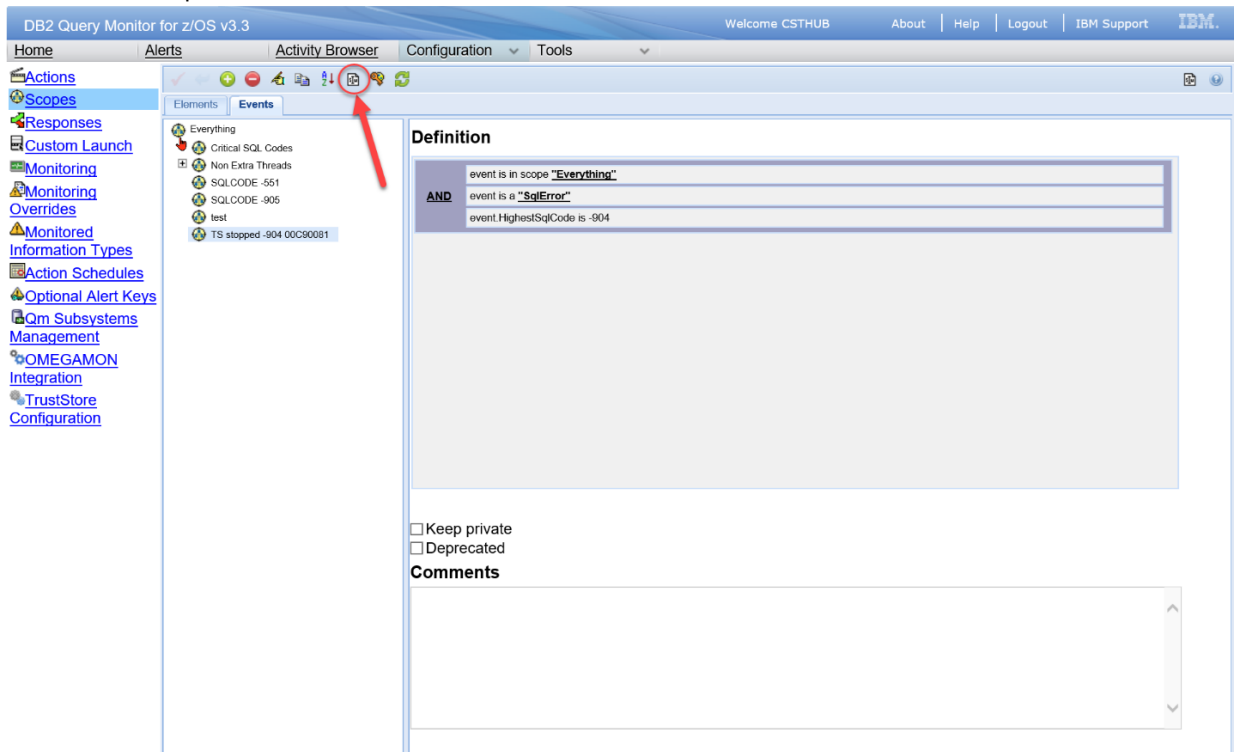 DB2 Query Monitor for z/OS v3.3
Welcome CSTHUB
About
Help
Logout
IBM Support
IBM.
Home
Alerts
Activity Browser
Configuration
Tools
Actions
Scopes
Responses
Custom Launch
Monitoring
Monitoring
Overrides
Monitored
Information Types
Action Schedules
Optional Alert Keys
Qm Subsystems
Management
OMEGAMON
Integration
TrustStore
Configuration
Elements
Events
Everything
Critical SQL Codes
Non Extra Threads
SQLCODE -551
SQLCODE -905
test
TS stopped -904 00C90081
Definition
AND
event is in scope "Everything"
event is a "SqlError"
event.HighestSqlCode is -904
Keep private
Deprecated
Comments